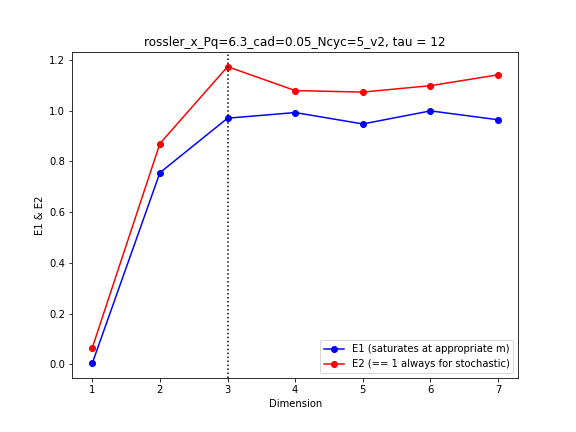 rossler_x_Pq=6.3_cad=0.05_Ncyc=5_v2, tau = 12
1.2
1.0
0.8
0.6
0.4
0.2
0.0
E1 & E2
E1 (saturates at appropriate m)
E2 (== 1 always for stochastic)
1 2 3 4 5 6 7
Dimension